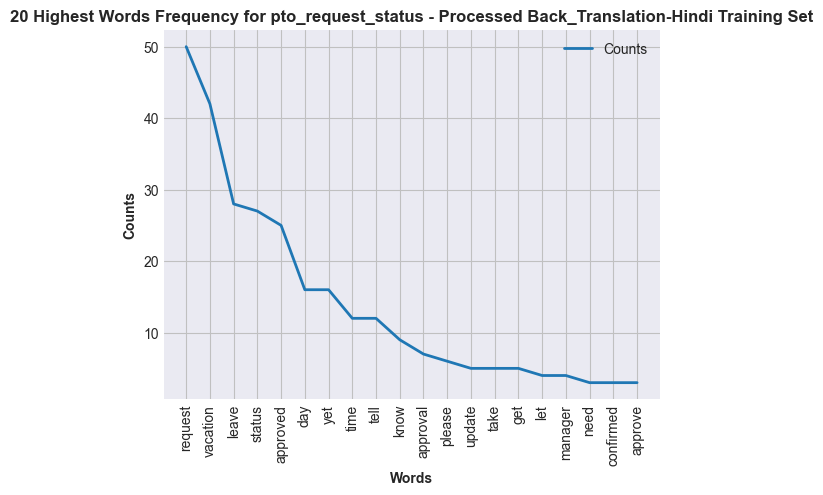 20 Highest Words Frequency for pto_request_status - Processed Back_Translation-Hindi Training Set
Counts
50
40
30
20
10
Counts
request
vacation
leave
status
approved
day
yet
time
tell
know
approval
please
update
take
get
let
manager
need
confirmed
approve
Words